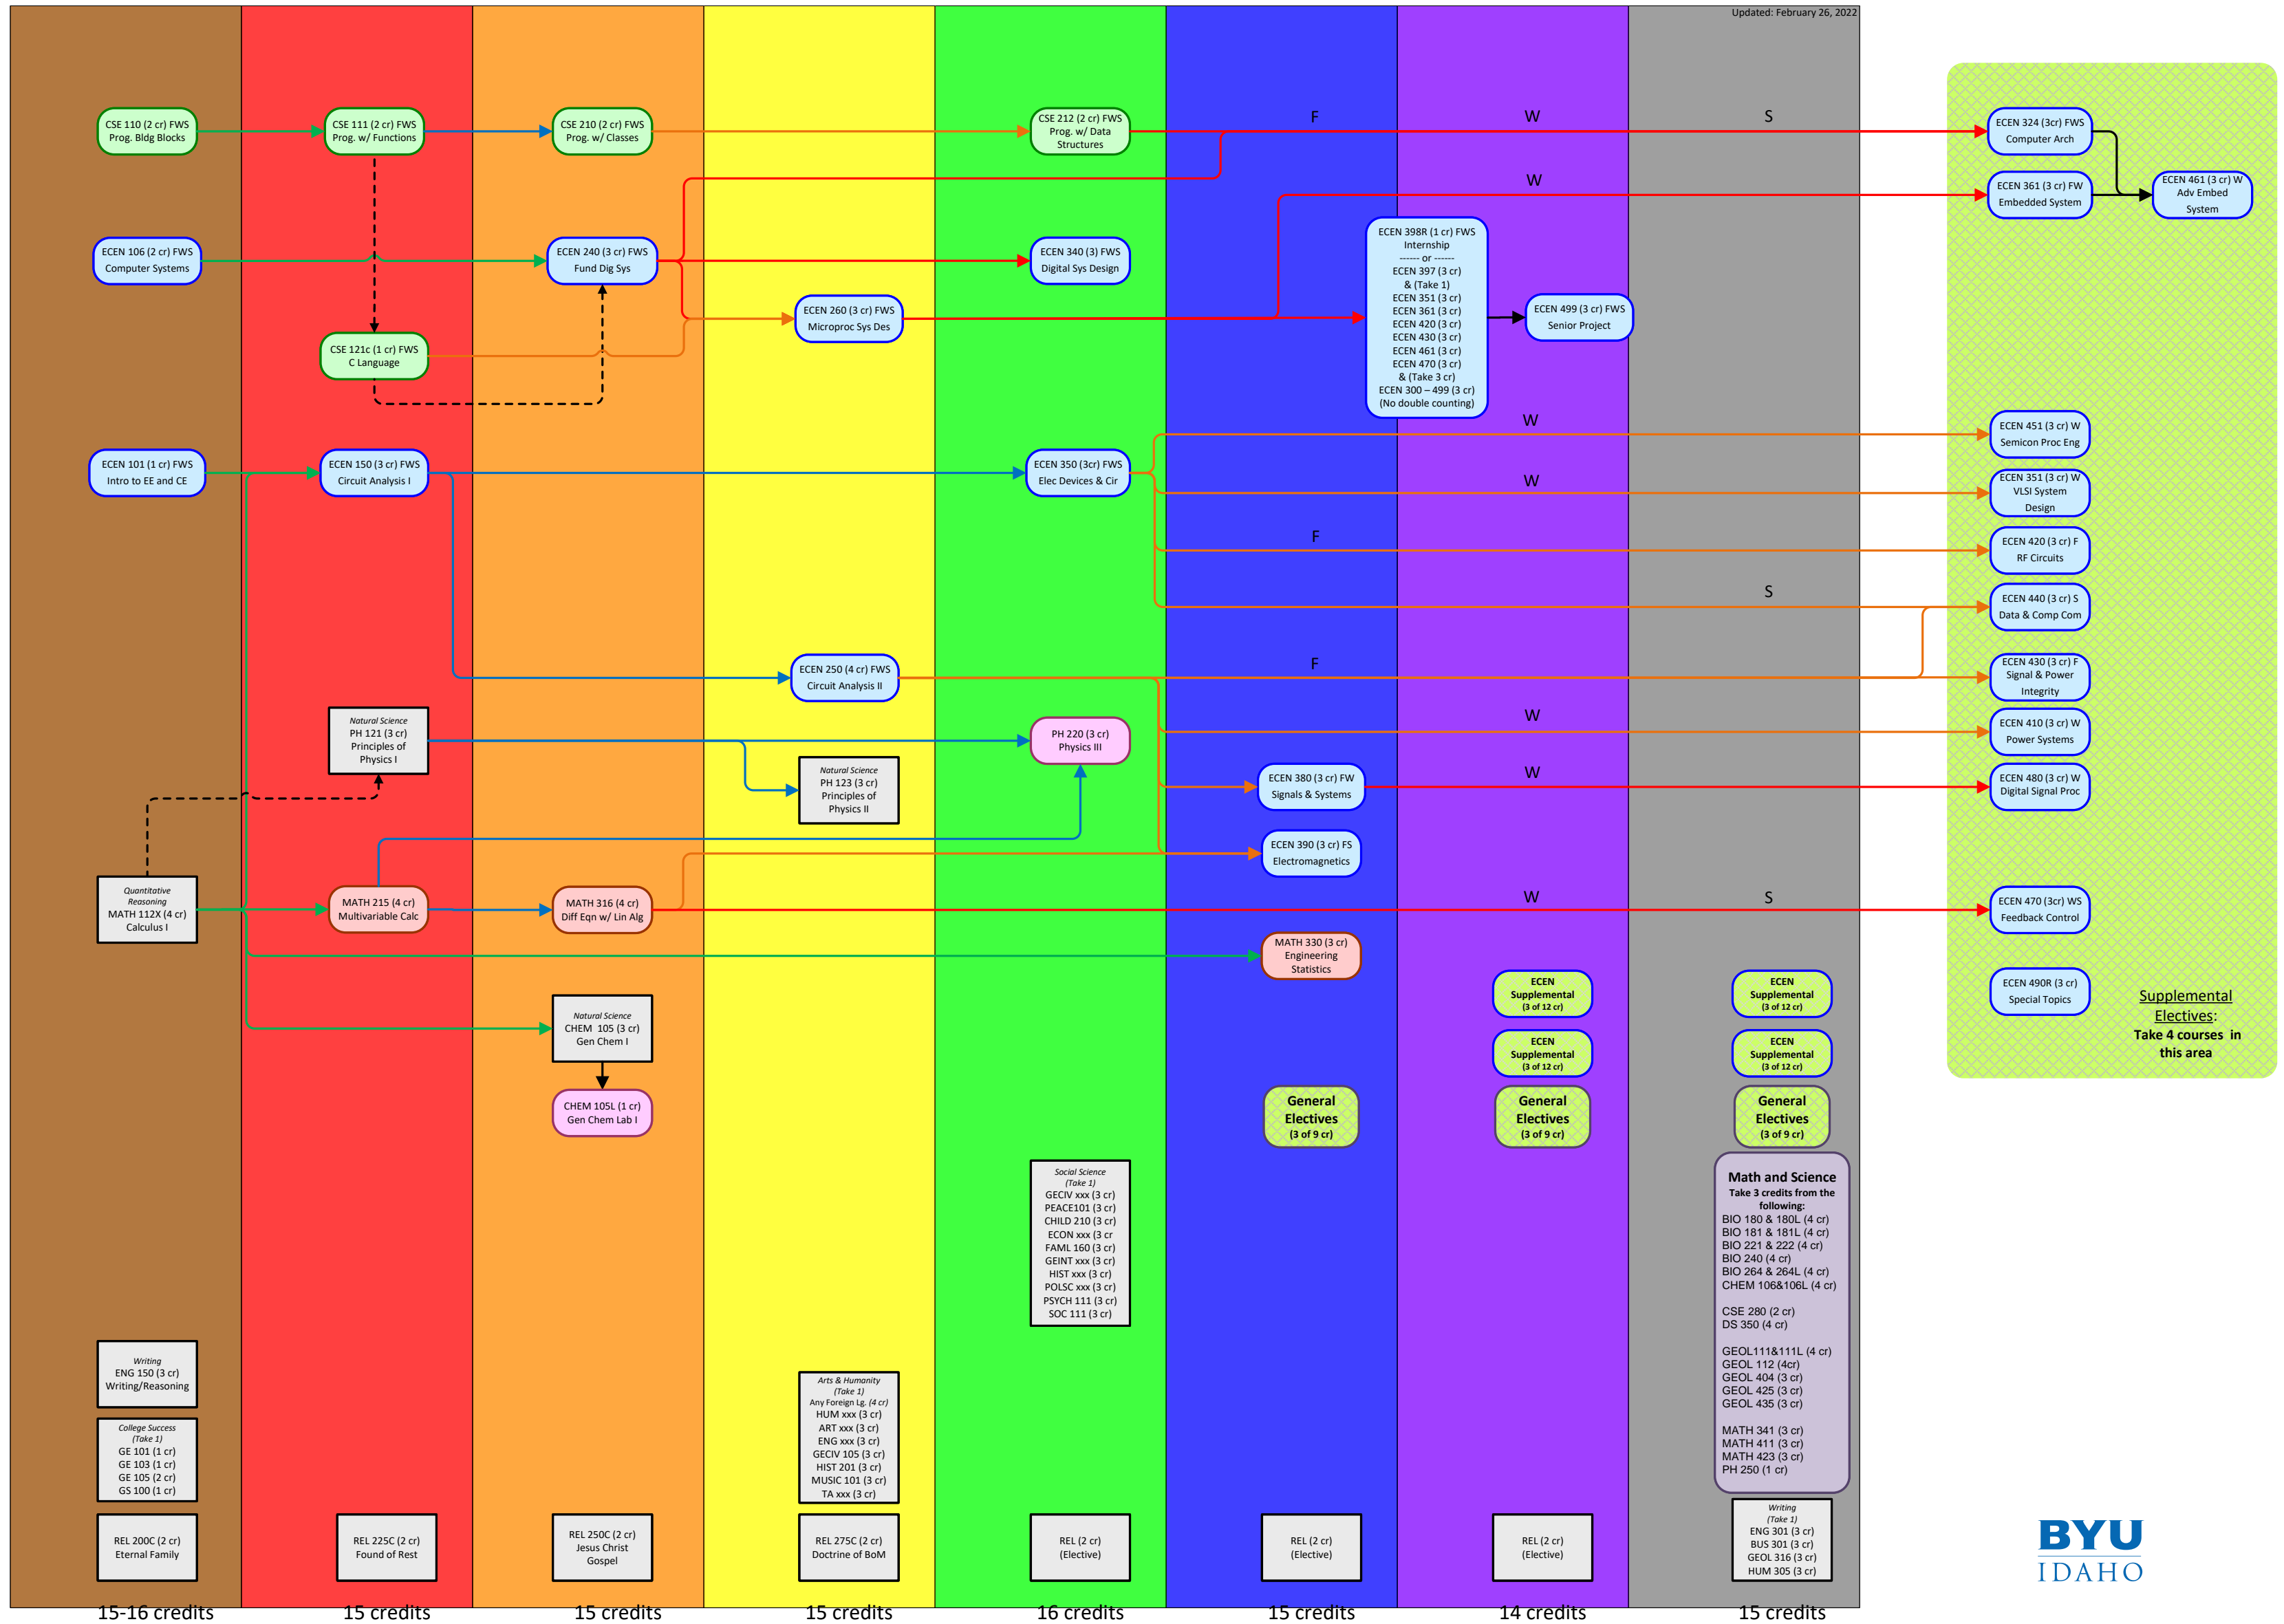 Updated: February 26, 2022
CSE 110 (2 cr) FWS
Prog. Bldg Blocks
CSE 111 (2 cr) FWS
Prog. w/ Functions
CSE 210 (2 cr) FWS
Prog. w/ Classes
CSE 212 (2 cr) FWS
Prog. w/ Data
Structures
F
W
S
ECEN 324 (3cr) FWS
Computer Arch
W
ECEN 361 (3 cr) FW
Embedded System
ECEN 461 (3 cr) W
Adv Embed
System
ECEN 106 (2 cr) FWS
Computer Systems
ECEN 240 (3 cr) FWS
Fund Dig Sys
ECEN 340 (3) FWS
Digital Sys Design
ECEN 260 (3 cr) FWS
Microproc Sys Des
ECEN 398R (1 cr) FWS
Internship
------ or ------
ECEN 397 (3 cr)
& (Take 1)
ECEN 351 (3 cr)
ECEN 361 (3 cr)
ECEN 420 (3 cr)
ECEN 430 (3 cr)
ECEN 461 (3 cr)
ECEN 470 (3 cr)
& (Take 3 cr)
ECEN 300 – 499 (3 cr)
(No double counting)
ECEN 499 (3 cr) FWS
Senior Project
CSE 121c (1 cr) FWS
C Language
W
ECEN 451 (3 cr) W
Semicon Proc Eng
ECEN 101 (1 cr) FWS
Intro to EE and CE
ECEN 150 (3 cr) FWS
Circuit Analysis I
ECEN 350 (3cr) FWS
Elec Devices & Cir
W
ECEN 351 (3 cr) W
VLSI System
Design
F
ECEN 420 (3 cr) F
RF Circuits
S
ECEN 440 (3 cr) S
Data & Comp Com
ECEN 250 (4 cr) FWS
Circuit Analysis II
F
ECEN 430 (3 cr) F
Signal & Power
Integrity
Natural Science
PH 121 (3 cr)
Principles of
Physics I
PH 220 (3 cr)
Physics III
W
ECEN 410 (3 cr) W
Power Systems
Natural Science
PH 123 (3 cr)
Principles of
Physics II
ECEN 380 (3 cr) FW
Signals & Systems
W
ECEN 480 (3 cr) W
Digital Signal Proc
ECEN 390 (3 cr) FS
Electromagnetics
Quantitative
Reasoning
MATH 112X (4 cr)
Calculus I
MATH 215 (4 cr)
Multivariable Calc
MATH 316 (4 cr)
Diff Eqn w/ Lin Alg
W
S
ECEN 470 (3cr) WS
Feedback Control
MATH 330 (3 cr)
Engineering
Statistics
ECEN
Supplemental
(3 of 12 cr)
ECEN
Supplemental
(3 of 12 cr)
ECEN 490R (3 cr)
Special Topics
Supplemental
Electives:
Take 4 courses in
this area
Natural Science
CHEM 105 (3 cr)
Gen Chem I
ECEN
Supplemental
(3 of 12 cr)
ECEN
Supplemental
(3 of 12 cr)
CHEM 105L (1 cr)
Gen Chem Lab I
General
Electives
(3 of 9 cr)
General
Electives
(3 of 9 cr)
General
Electives
(3 of 9 cr)
Social Science
(Take 1)
GECIV xxx (3 cr)
PEACE101 (3 cr)
CHILD 210 (3 cr)
ECON xxx (3 cr
FAML 160 (3 cr)
GEINT xxx (3 cr)
HIST xxx (3 cr)
POLSC xxx (3 cr)
PSYCH 111 (3 cr)
SOC 111 (3 cr)
Math and Science
Take 3 credits from the
following:
BIO 180 & 180L (4 cr)
BIO 181 & 181L (4 cr)
BIO 221 & 222 (4 cr)
BIO 240 (4 cr)
BIO 264 & 264L (4 cr)
CHEM 106&106L (4 cr)
CSE 280 (2 cr)
DS 350 (4 cr)
GEOL111&111L (4 cr)
GEOL 112 (4cr)
GEOL 404 (3 cr)
GEOL 425 (3 cr)
GEOL 435 (3 cr)
MATH 341 (3 cr)
MATH 411 (3 cr)
MATH 423 (3 cr)
PH 250 (1 cr)
Writing
ENG 150 (3 cr)
Writing/Reasoning
College Success
(Take 1)
GE 101 (1 cr)
GE 103 (1 cr)
GE 105 (2 cr)
GS 100 (1 cr)
Arts & Humanity
(Take 1)
Any Foreign Lg. (4 cr)
HUM xxx (3 cr)
ART xxx (3 cr)
ENG xxx (3 cr)
GECIV 105 (3 cr)
HIST 201 (3 cr)
MUSIC 101 (3 cr)
TA xxx (3 cr)
REL 200C (2 cr)
Eternal Family
REL 225C (2 cr)
Found of Rest
REL 250C (2 cr)
Jesus Christ
Gospel
REL 275C (2 cr)
Doctrine of BoM
REL (2 cr)
(Elective)
REL (2 cr)
(Elective)
REL (2 cr)
(Elective)
Writing
(Take 1)
ENG 301 (3 cr)
BUS 301 (3 cr)
GEOL 316 (3 cr)
HUM 305 (3 cr)
BYU
IDAHO
15-16 credits
15 credits
15 credits
15 credits
16 credits
15 credits
14 credits
15 credits